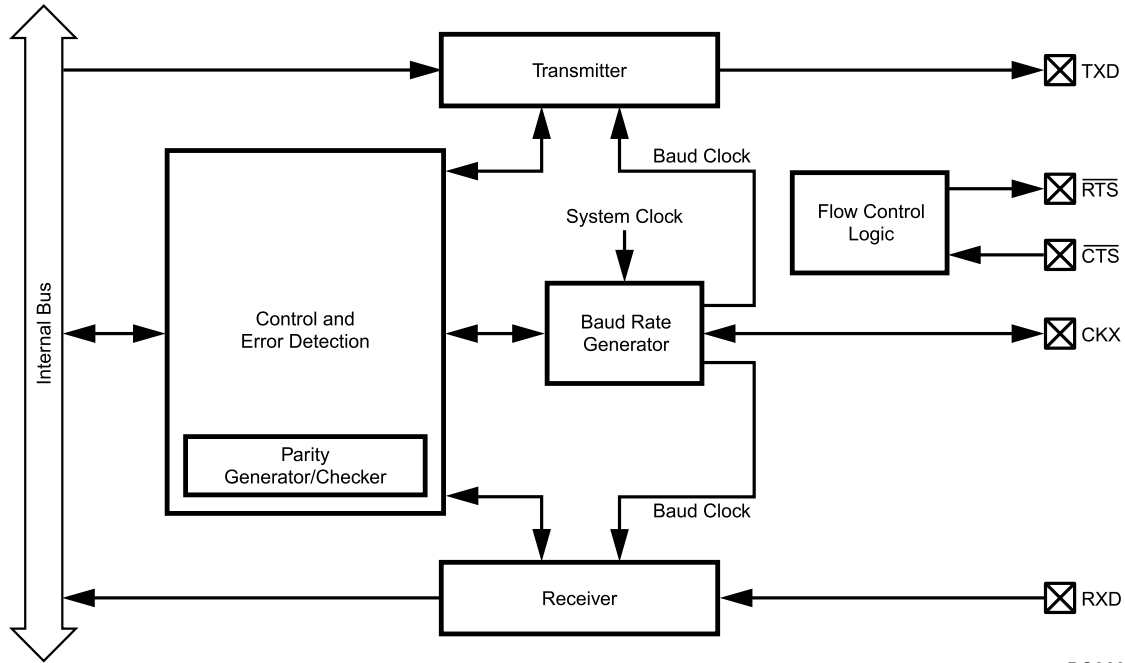 Transmitter
TXD
Baud Clock
RTS
Flow Control
Logic
System Clock
CTS
Internal Bus
Control and
Error Detection
Baud Rate
Generator
CKX
Parity
Generator/Checker
Baud Clock
Receiver
RXD